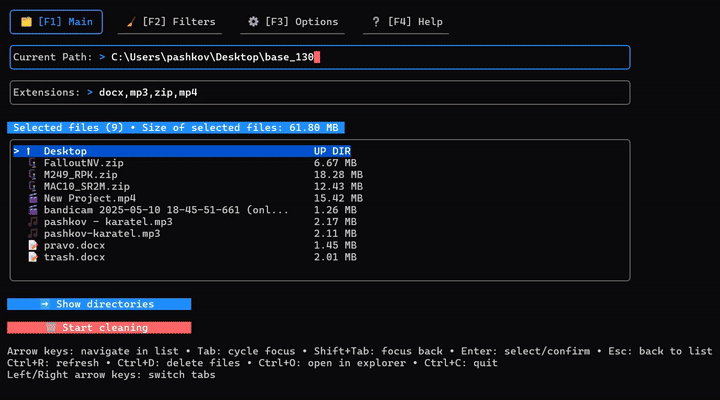 [F1] Main [F2] Filters [F3] Options [F4] Help
Current Path: > C:\Users\pashkov\Desktop\base_130
Extensions: > docx,mp3,zip,mp4
Selected files (9) • Size of selected files: 61.80 MB
> Desktop UP DIR
FalloutNV.zip 6.67 MB
M249_RPK.zip 18.28 MB
MAC10_SR2M.zip 12.43 MB
New Project.mp4 15.42 MB
bandicam 2025-05-10 18-45-51-661 (onl... 1.26 MB
pashkov - karatel.mp3 2.17 MB
pashkov-karatel.mp3 2.11 MB
pravo.docx 1.45 MB
trash.docx 2.01 MB
Show directories
Start cleaning
Arrow keys: navigate in list • Tab: cycle focus • Shift+Tab: focus back • Enter: select/confirm • Esc: back to list
Ctrl+R: refresh • Ctrl+D: delete files • Ctrl+O: open in explorer • Ctrl+C: quit
Left/Right arrow keys: switch tabs